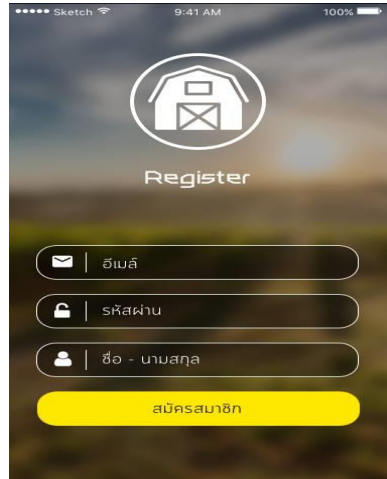 Sketch 9:41 AM 100%
Register
อีเมล์
รหัสผ่าน
ชื่อ - นามสกุล
สมัครสมาชิก